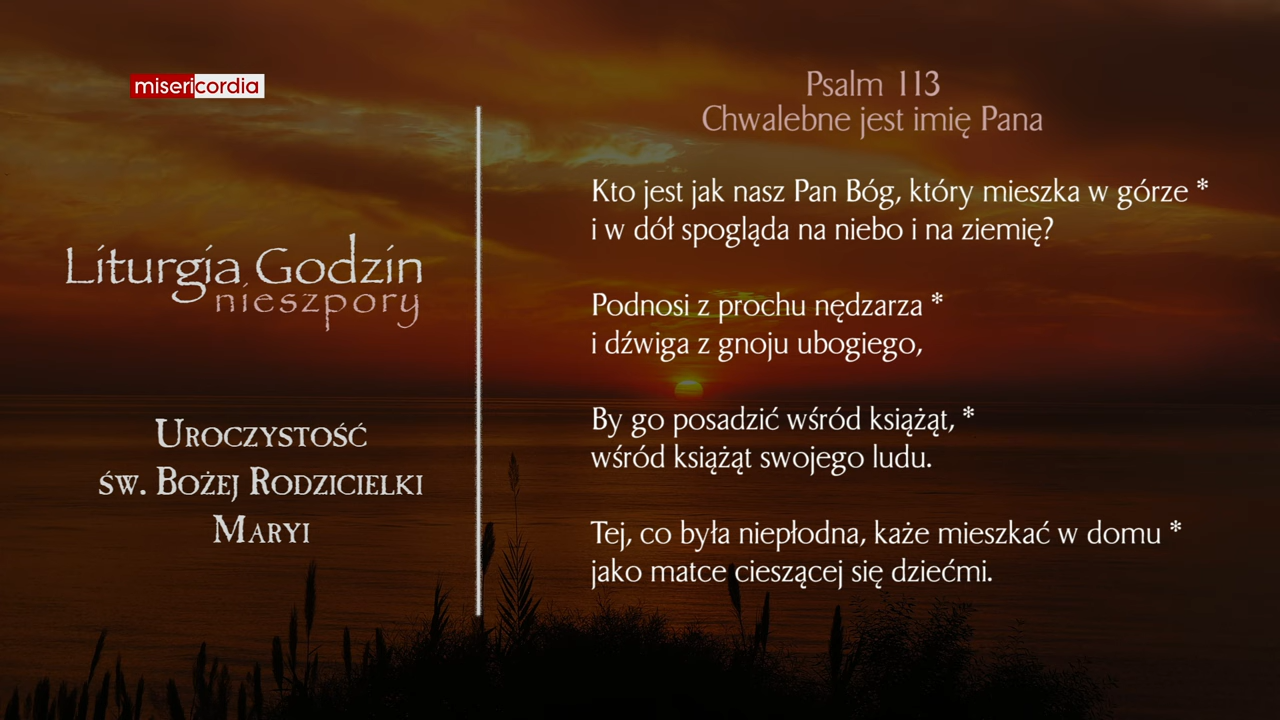 misericordia
Liturgia Godzin
nieszpory
Uroczystość
św. Bożej Rodzicielki
Maryi
Psalm 113
Chwalebne jest imię Pana
Kto jest jak nasz Pan Bóg, który mieszka w górze *
i w dół spogląda na niebo i na ziemię?
Podnosi z prochu nędzarza *
i dźwiga z gnoju ubogiego,
By go posadzić wśród książąt, *
wśród książąt swojego ludu.
Tej, co była niepłodna, każe mieszkać w domu *
jako matce cieszącej się dziećmi.